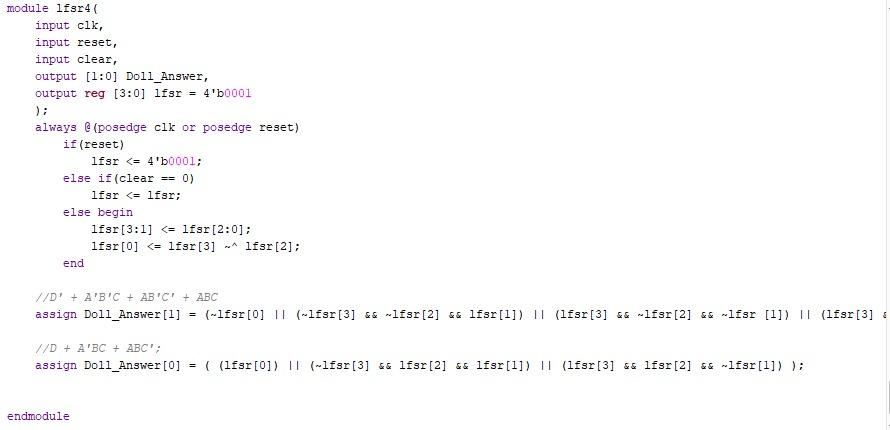 module lfsr4(
    input clk,
    input reset,
    input clear,
    output [1:0] Doll_Answer,
    output reg [3:0] lfsr = 4'b0001
    );
    always @(posedge clk or posedge reset)
        if(reset)
            lfsr <= 4'b0001;
        else if(clear == 0)
            lfsr <= lfsr;
        else begin
            lfsr[3:1] <= lfsr[2:0];
            lfsr[0] <= lfsr[3] ~^ lfsr[2];
        end
    //D' + A'B'C + AB'C' + ABC
    assign Doll_Answer[1] = (~lfsr[0] || (~lfsr[3] && ~lfsr[2] && lfsr[1]) || (lfsr[3] && ~lfsr[2] && ~lfsr [1]) || (lfsr[3]
    //D + A'BC + ABC';
    assign Doll_Answer[0] = ( (lfsr[0]) || (~lfsr[3] && lfsr[2] && lfsr[1]) || (lfsr[3] && lfsr[2] && ~lfsr[1]) );
endmodule